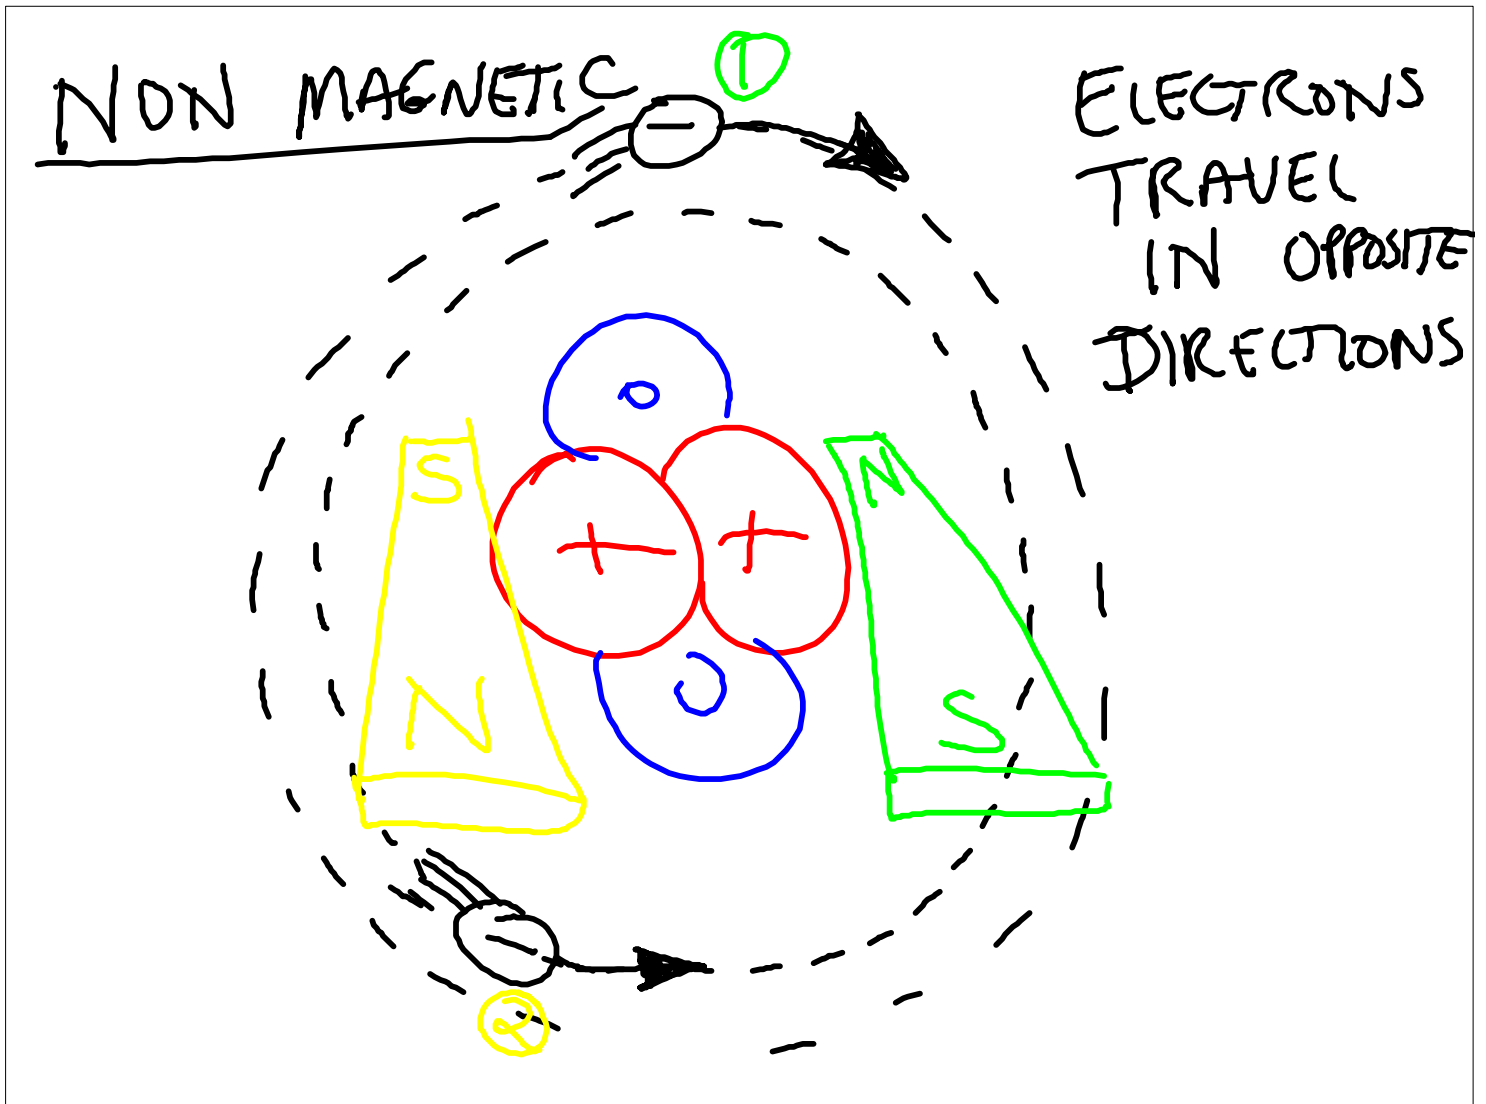 NON MAGNETIC
1
ELECTRONS
TRAVEL
IN OPPOSITE
DIRECTIONS
−
O
S
N
+
+
N
S
O
−
2